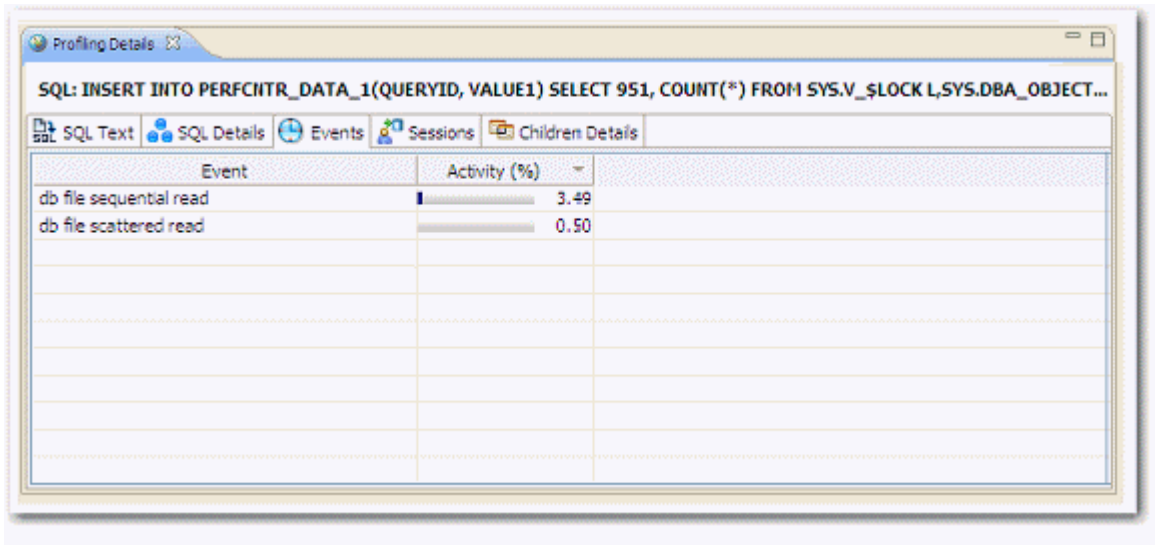 Profiling Details
SQL: INSERT INTO PERFCNTR_DATA_1(QUERYID, VALUE1) SELECT 951, COUNT(*) FROM SYS.V_$LOCK L,SYS.DBA_OBJECT...
SQL Text SQL Details Events Sessions Children Details
Event Activity (%)
db file sequential read 3.49
db file scattered read 0.50